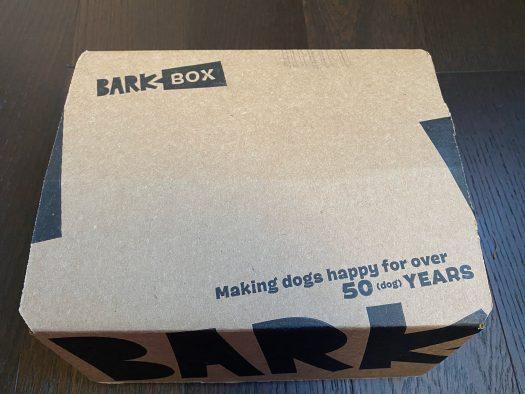 BARK BOX
Making dogs happy for over
50 (dog) YEARS
BARK